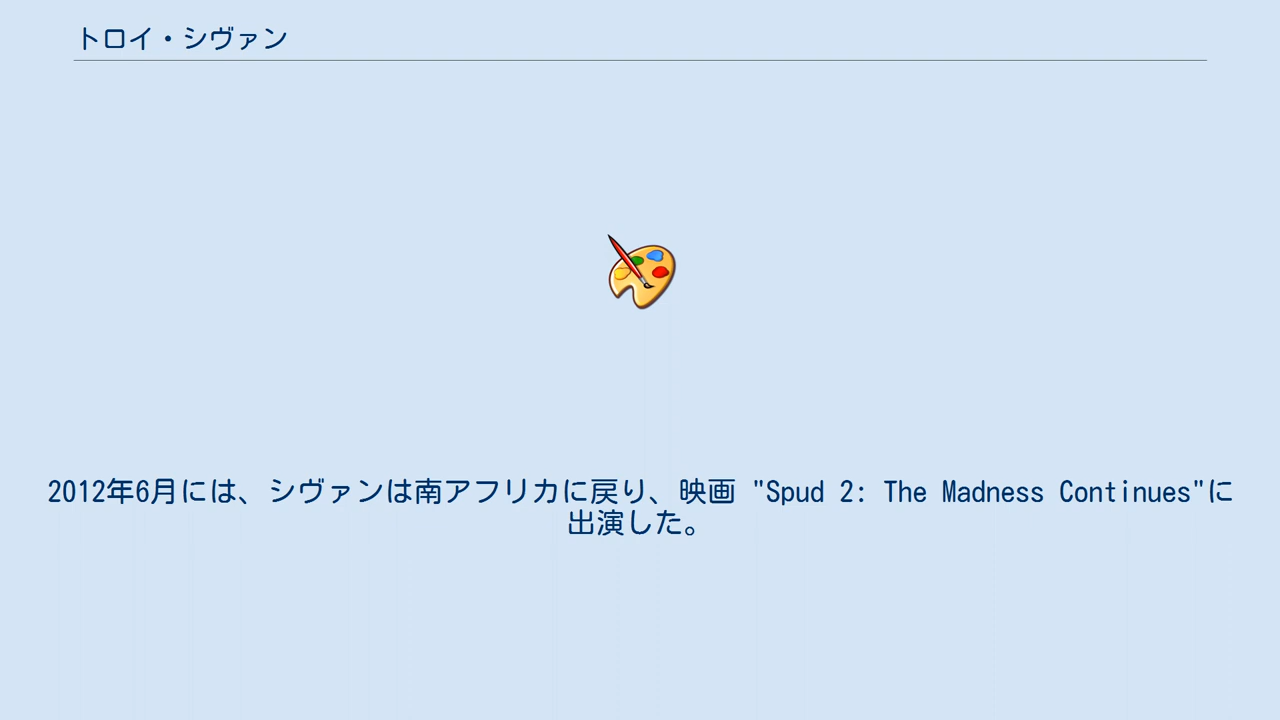 トロイ・シヴァン
2012年6月には、シヴァンは南アフリカに戻り、映画 "Spud 2: The Madness Continues"に
出演した。